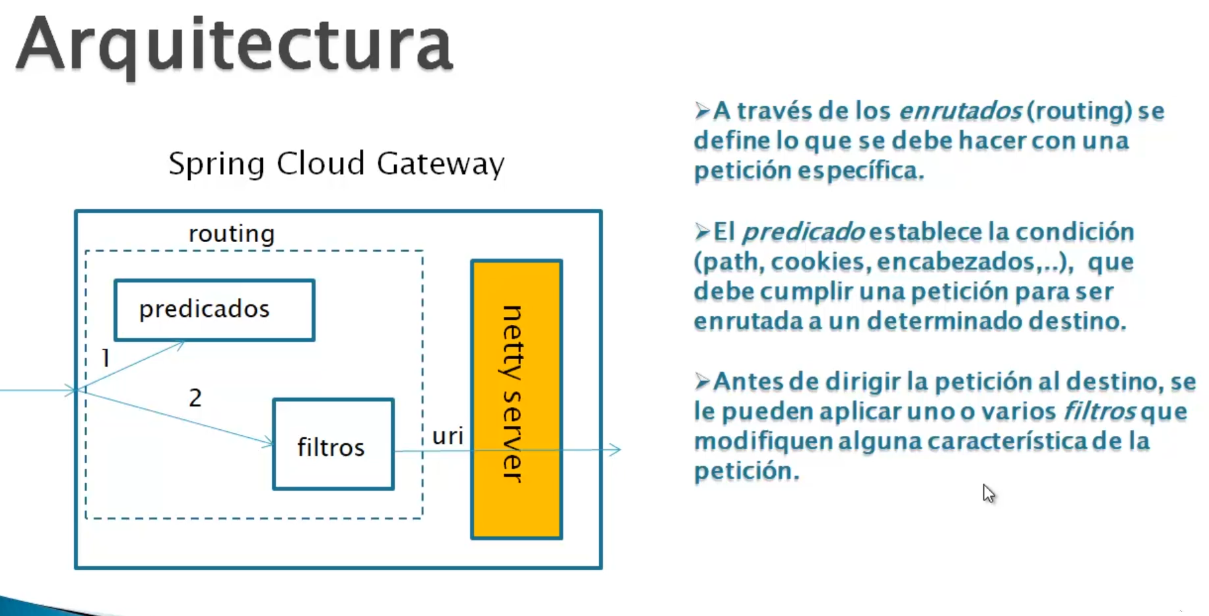 Arquitectura
Spring Cloud Gateway
routing
predicados
1
2
filtros
uri
netty server
➢A través de los enrutados (routing) se
define lo que se debe hacer con una
petición específica.
➢El predicado establece la condición
(path, cookies, encabezados,..), que
debe cumplir una petición para ser
enrutada a un determinado destino.
➢Antes de dirigir la petición al destino, se
le pueden aplicar uno o varios filtros que
modifiquen alguna característica de la
petición.